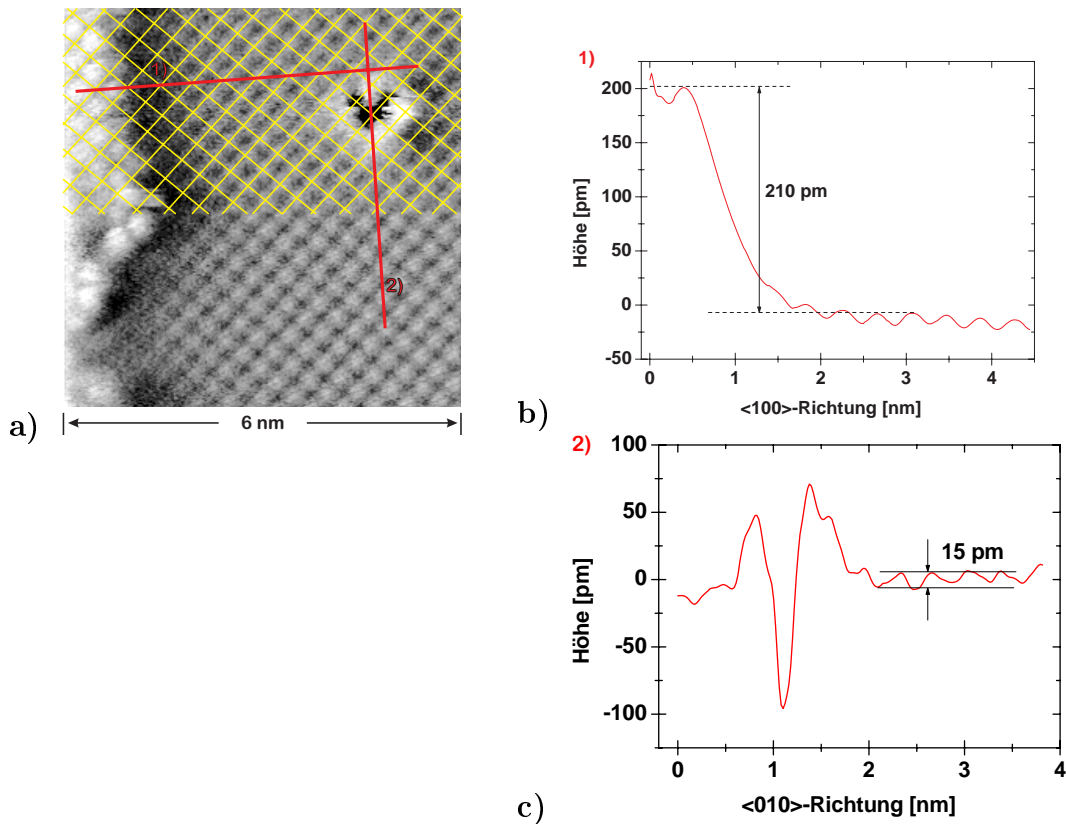 1)
2)
6 nm
a)
1)
Höhe [pm]
200
150
100
50
0
-50
210 pm
0
1
2
3
4
<100>-Richtung [nm]
b)
2)
Höhe [pm]
100
50
0
-50
-100
15 pm
0
1
2
3
4
<010>-Richtung [nm]
c)